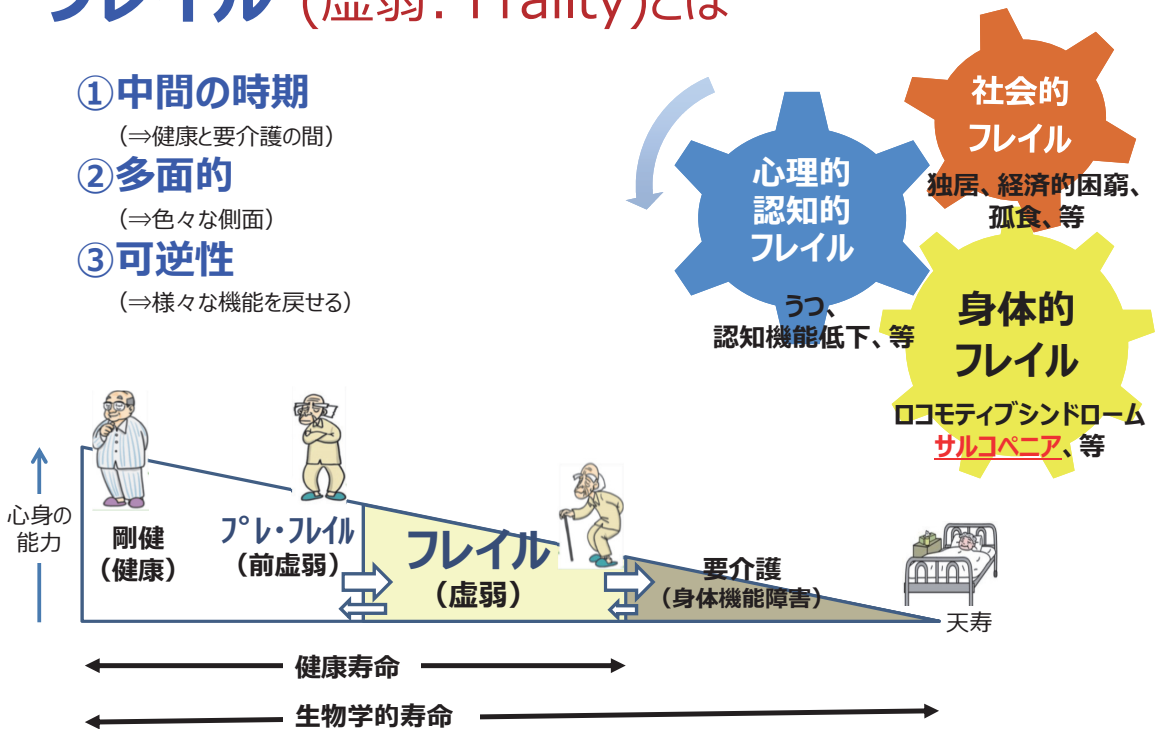 フレイル (虚弱: Frailty)とは
①中間の時期
(⇒健康と要介護の間)
②多面的
(⇒色々な側面)
③可逆性
(⇒様々な機能を戻せる)
社会的
フレイル
独居、経済的困窮、
孤食、等
心理的
認知的
フレイル
うつ、
認知機能低下、等
身体的
フレイル
ロコモティブシンドローム
サルコペニア、等
心身の
能力
剛健
(健康)
プレ・フレイル
(前虚弱)
フレイル
(虚弱)
要介護
(身体機能障害)
天寿
健康寿命
生物学的寿命